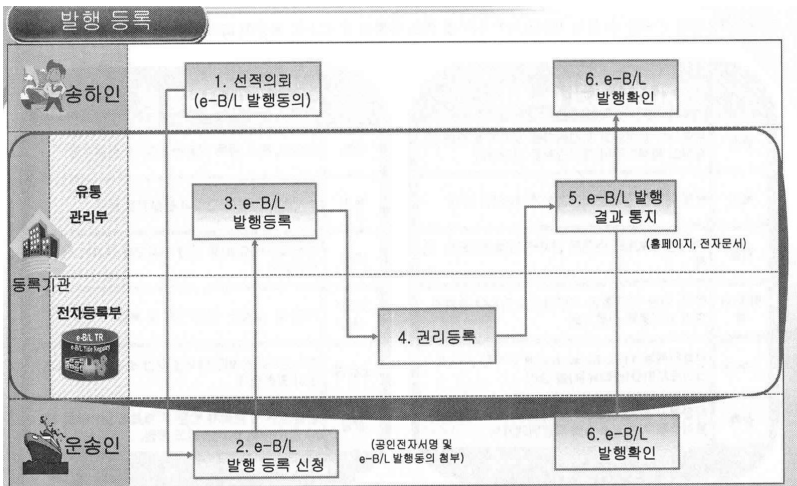 발행 등록
송하인
1. 선적의뢰
(e-B/L 발행동의)
6. e-B/L
발행확인
유통
관리부
3. e-B/L
발행등록
5. e-B/L 발행
결과 통지
(홈페이지, 전자문서)
등록기관
전자등록부
e-B/L TR
e-B/L Title Registry
4. 권리등록
운송인
2. e-B/L
발행 등록 신청
(공인전자서명 및
e-B/L 발행동의 첨부)
6. e-B/L
발행확인